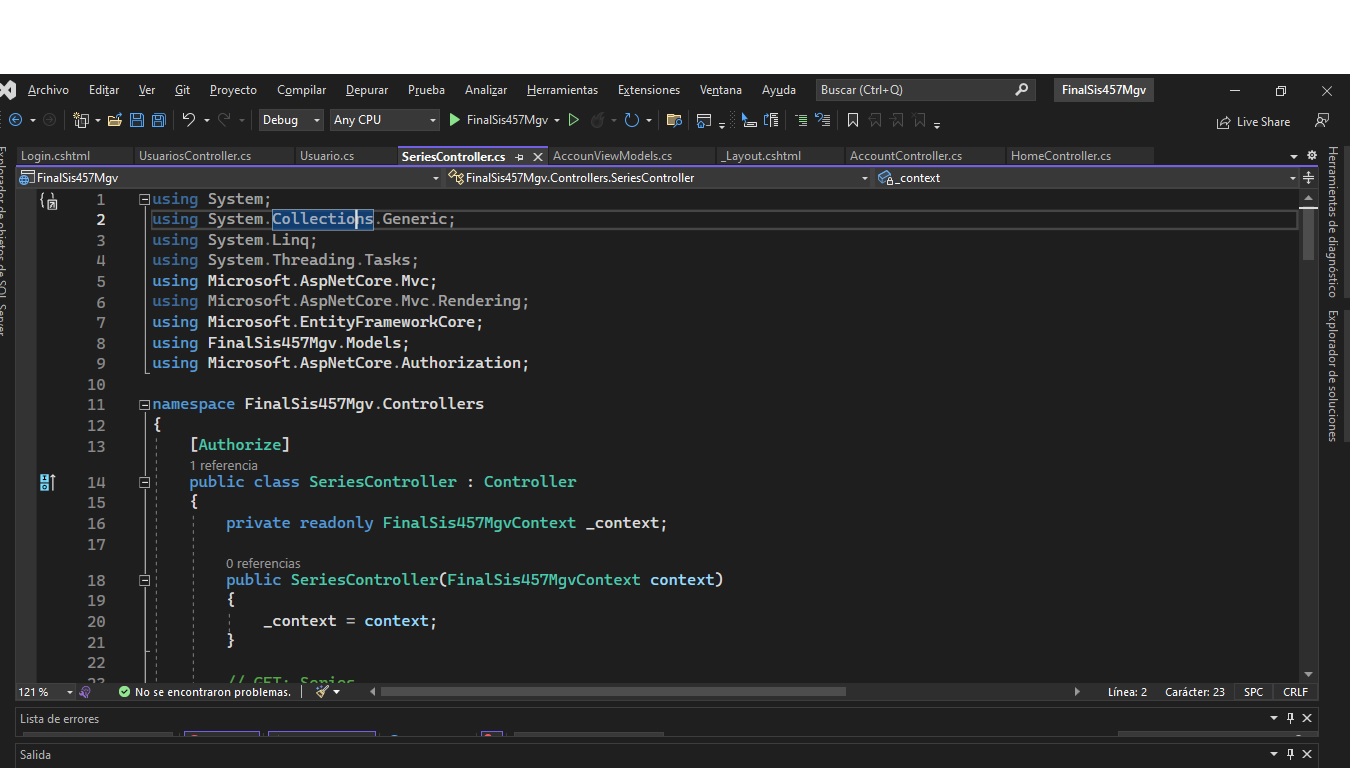 Archivo Editar Ver Git Proyecto Compilar Depurar Prueba Analizar Herramientas Extensiones Ventana Ayuda Buscar (Ctrl+Q) FinalSis457Mgv
Debug Any CPU FinalSis457Mgv Live Share
Login.cshtml UsuariosController.cs Usuario.cs SeriesController.cs AccounViewModels.cs _Layout.cshtml AccountController.cs HomeController.cs
FinalSis457Mgv FinalSis457Mgv.Controllers.SeriesController _context
Explorador de objetos de SQL Server
1 using System;
2 using System.Collections.Generic;
3 using System.Linq;
4 using System.Threading.Tasks;
5 using Microsoft.AspNetCore.Mvc;
6 using Microsoft.AspNetCore.Mvc.Rendering;
7 using Microsoft.EntityFrameworkCore;
8 using FinalSis457Mgv.Models;
9 using Microsoft.AspNetCore.Authorization;
10
11 namespace FinalSis457Mgv.Controllers
12 {
13 [Authorize]
1 referencia
14 public class SeriesController : Controller
15 {
16 private readonly FinalSis457MgvContext _context;
17
0 referencias
18 public SeriesController(FinalSis457MgvContext context)
19 {
20 _context = context;
21 }
22
23 // GET: Series
Herramientas de diagnóstico
Explorador de soluciones
121 % No se encontraron problemas. Línea: 2 Carácter: 23 SPC CRLF
Lista de errores
Salida